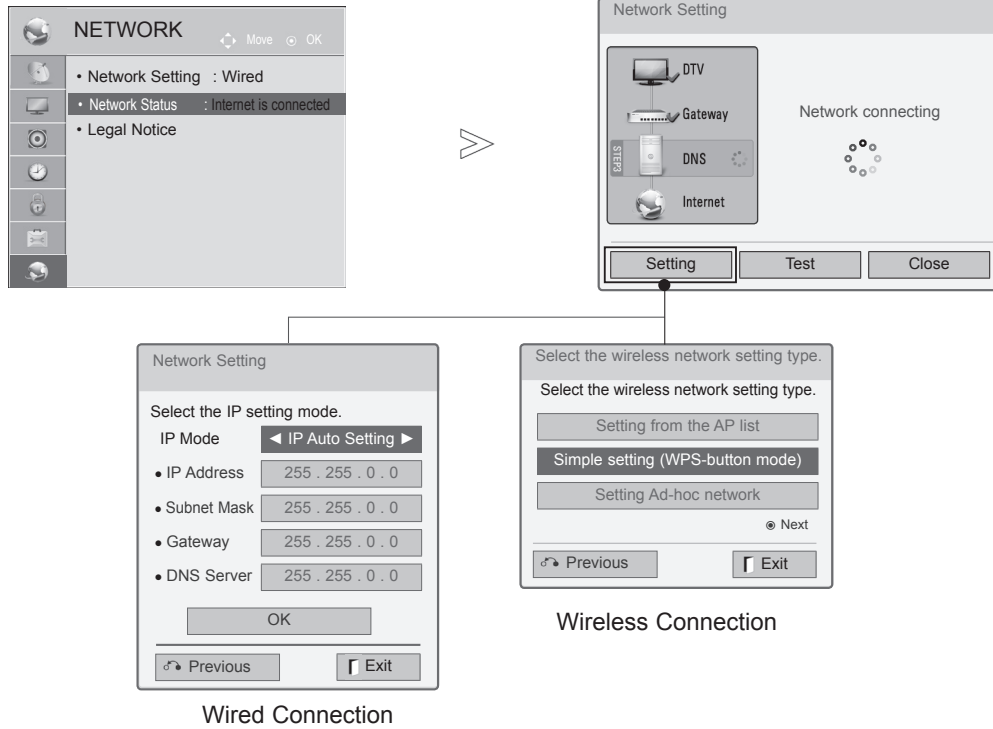 NETWORK
Move OK
• Network Setting : Wired
• Network Status : Internet is connected
• Legal Notice
Network Setting
DTV
Gateway
STEP3
DNS
Internet
Network connecting
Setting Test Close
Network Setting
Select the IP setting mode.
IP Mode ◄ IP Auto Setting ►
• IP Address 255 . 255 . 0 . 0
• Subnet Mask 255 . 255 . 0 . 0
• Gateway 255 . 255 . 0 . 0
• DNS Server 255 . 255 . 0 . 0
OK
Previous Exit
Wired Connection
Select the wireless network setting type.
Select the wireless network setting type.
Setting from the AP list
Simple setting (WPS-button mode)
Setting Ad-hoc network
◉ Next
Previous Exit
Wireless Connection